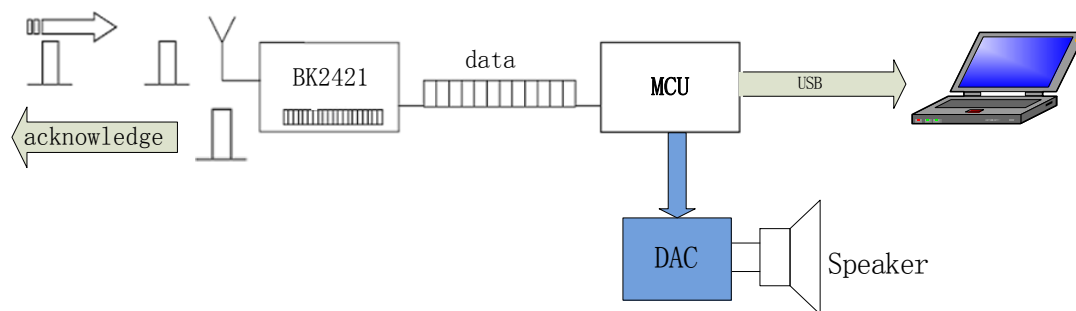 data
BK2421
MCU
USB
acknowledge
DAC
Speaker